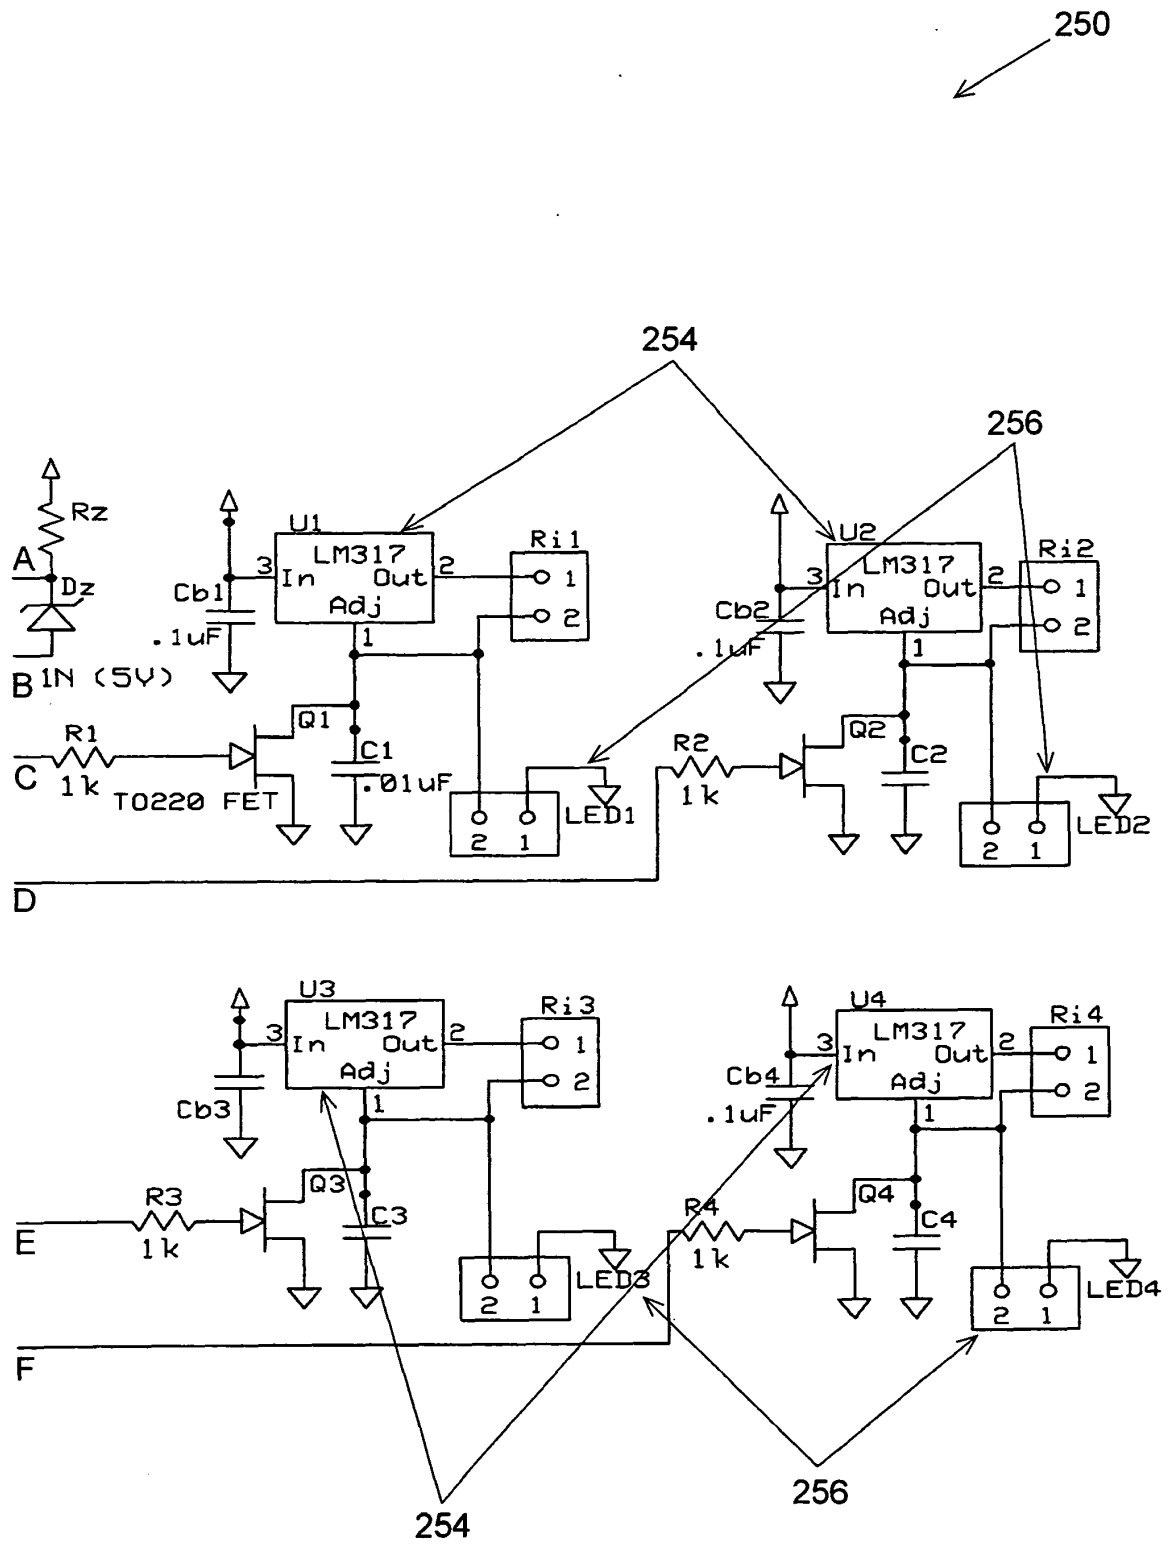 250
254
256
Rz
A
Dz
B
1N (5V)
U1
LM317
3
In
Out
2
Adj
1
Cb1
.1uF
Ri1
1
2
U2
LM317
3
In
Out
2
Adj
1
Cb2
.1uF
Ri2
1
2
C
R1
1k
Q1
TO220 FET
C1
.01uF
LED1
2
1
R2
1k
Q2
C2
LED2
2
1
D
U3
LM317
3
In
Out
2
Adj
1
Cb3
Ri3
1
2
U4
LM317
3
In
Out
2
Adj
1
Cb4
.1uF
Ri4
1
2
E
R3
1k
Q3
C3
LED3
2
1
R4
1k
Q4
C4
LED4
2
1
F
254
256